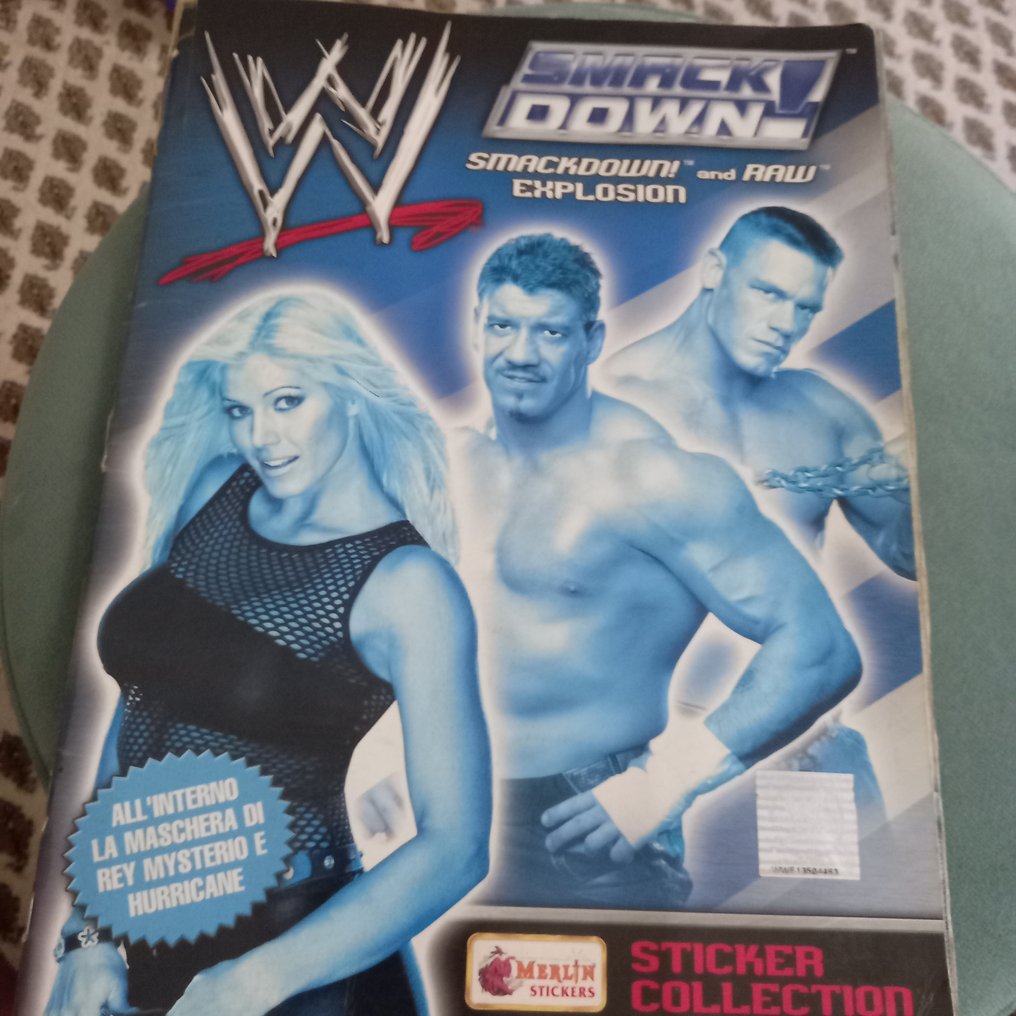 W
SMACK
DOWN!
SMACKDOWN!™ and RAW™
EXPLOSION
ALL'INTERNO
LA MASCHERA DI
REY MYSTERIO E
HURRICANE
MERLIN
STICKERS
STICKER
COLLECTION